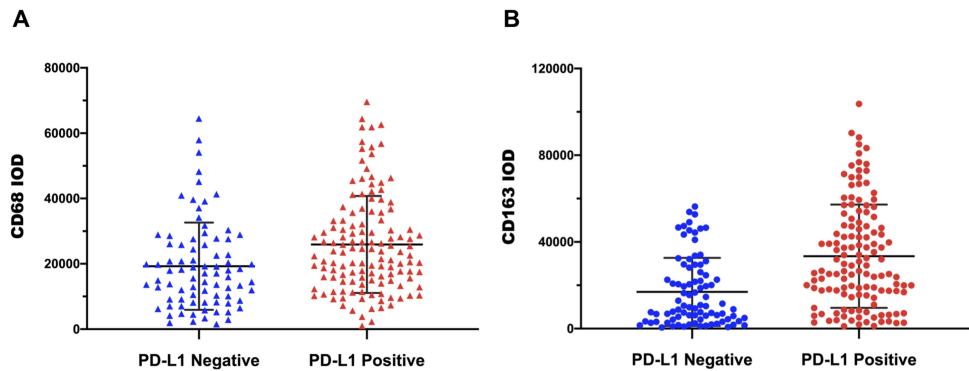 A
CD68 IOD
80000
60000
40000
20000
0
PD-L1 Negative
PD-L1 Positive
B
CD163 IOD
120000
80000
40000
0
PD-L1 Negative
PD-L1 Positive